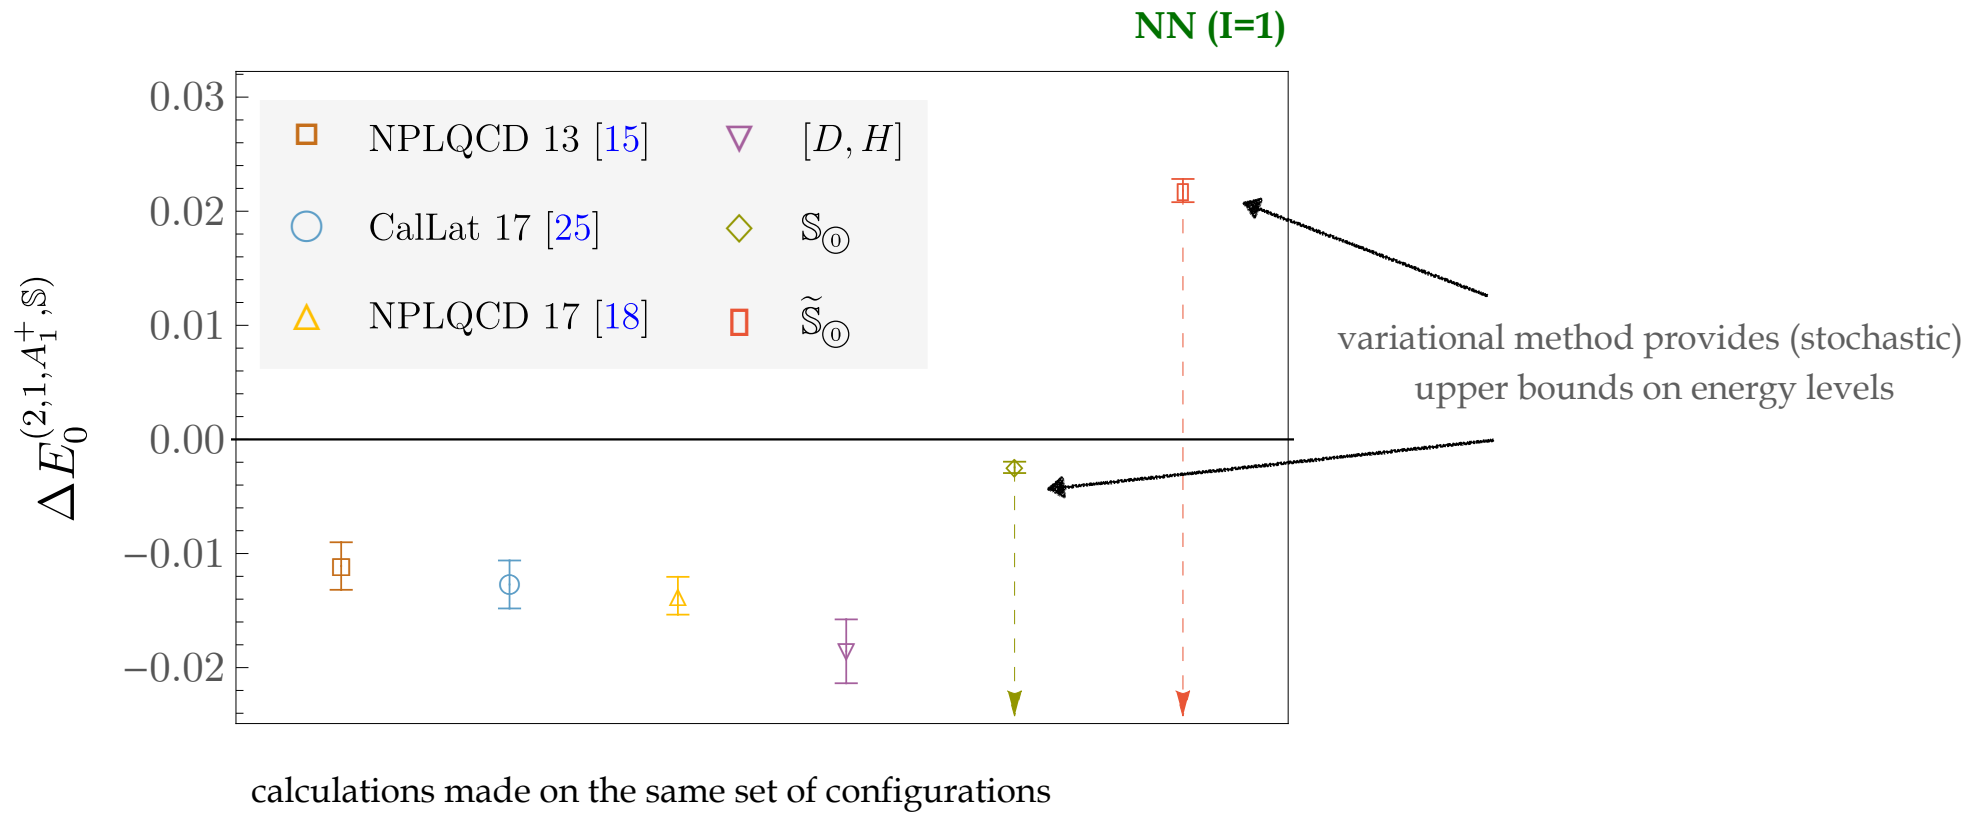 NN (I=1)
0.03
0.02
0.01
0.00
−0.01
−0.02
ΔE₀^(2,1,A₁⁺,𝕊)
NPLQCD 13 [15]
CalLat 17 [25]
NPLQCD 17 [18]
[D, H]
𝕊⓪
𝕊̃⓪
variational method provides (stochastic)
upper bounds on energy levels
calculations made on the same set of configurations